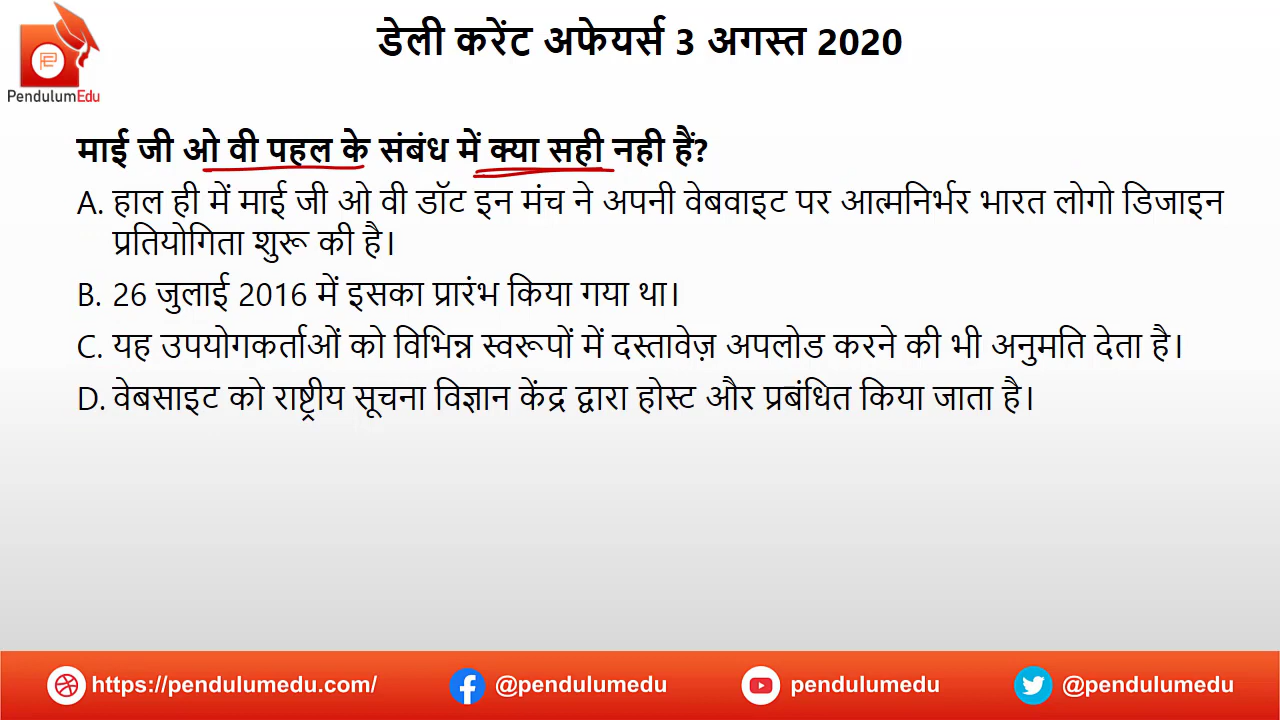 डेली करेंट अफेयर्स 3 अगस्त 2020
PendulumEdu
माई जी ओ वी पहल के संबंध में क्या सही नही हैं?
A. हाल ही में माई जी ओ वी डॉट इन मंच ने अपनी वेबवाइट पर आत्मनिर्भर भारत लोगो डिजाइन
प्रतियोगिता शुरू की है।
B. 26 जुलाई 2016 में इसका प्रारंभ किया गया था।
C. यह उपयोगकर्ताओं को विभिन्न स्वरूपों में दस्तावेज़ अपलोड करने की भी अनुमति देता है।
D. वेबसाइट को राष्ट्रीय सूचना विज्ञान केंद्र द्वारा होस्ट और प्रबंधित किया जाता है।
https://pendulumedu.com/ @pendulumedu pendulumedu @pendulumedu